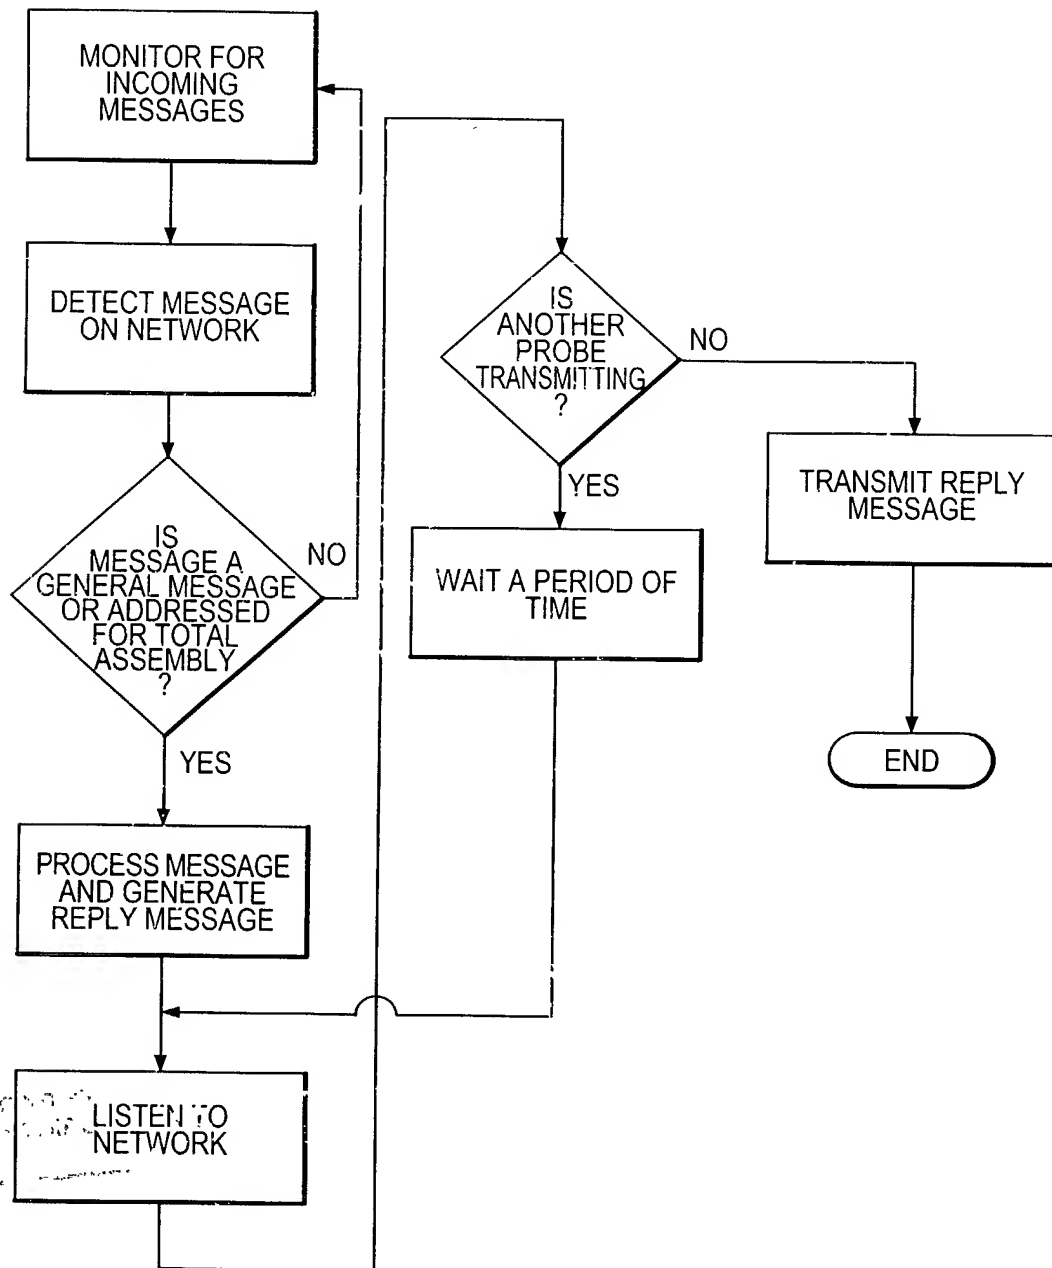 MONITOR FOR
INCOMING
MESSAGES
DETECT MESSAGE
ON NETWORK
IS
MESSAGE A
GENERAL MESSAGE
OR ADDRESSED
FOR TOTAL
ASSEMBLY
?
NO
YES
PROCESS MESSAGE
AND GENERATE
REPLY MESSAGE
LISTEN TO
NETWORK
IS
ANOTHER
PROBE
TRANSMITTING
?
NO
YES
WAIT A PERIOD OF
TIME
TRANSMIT REPLY
MESSAGE
END